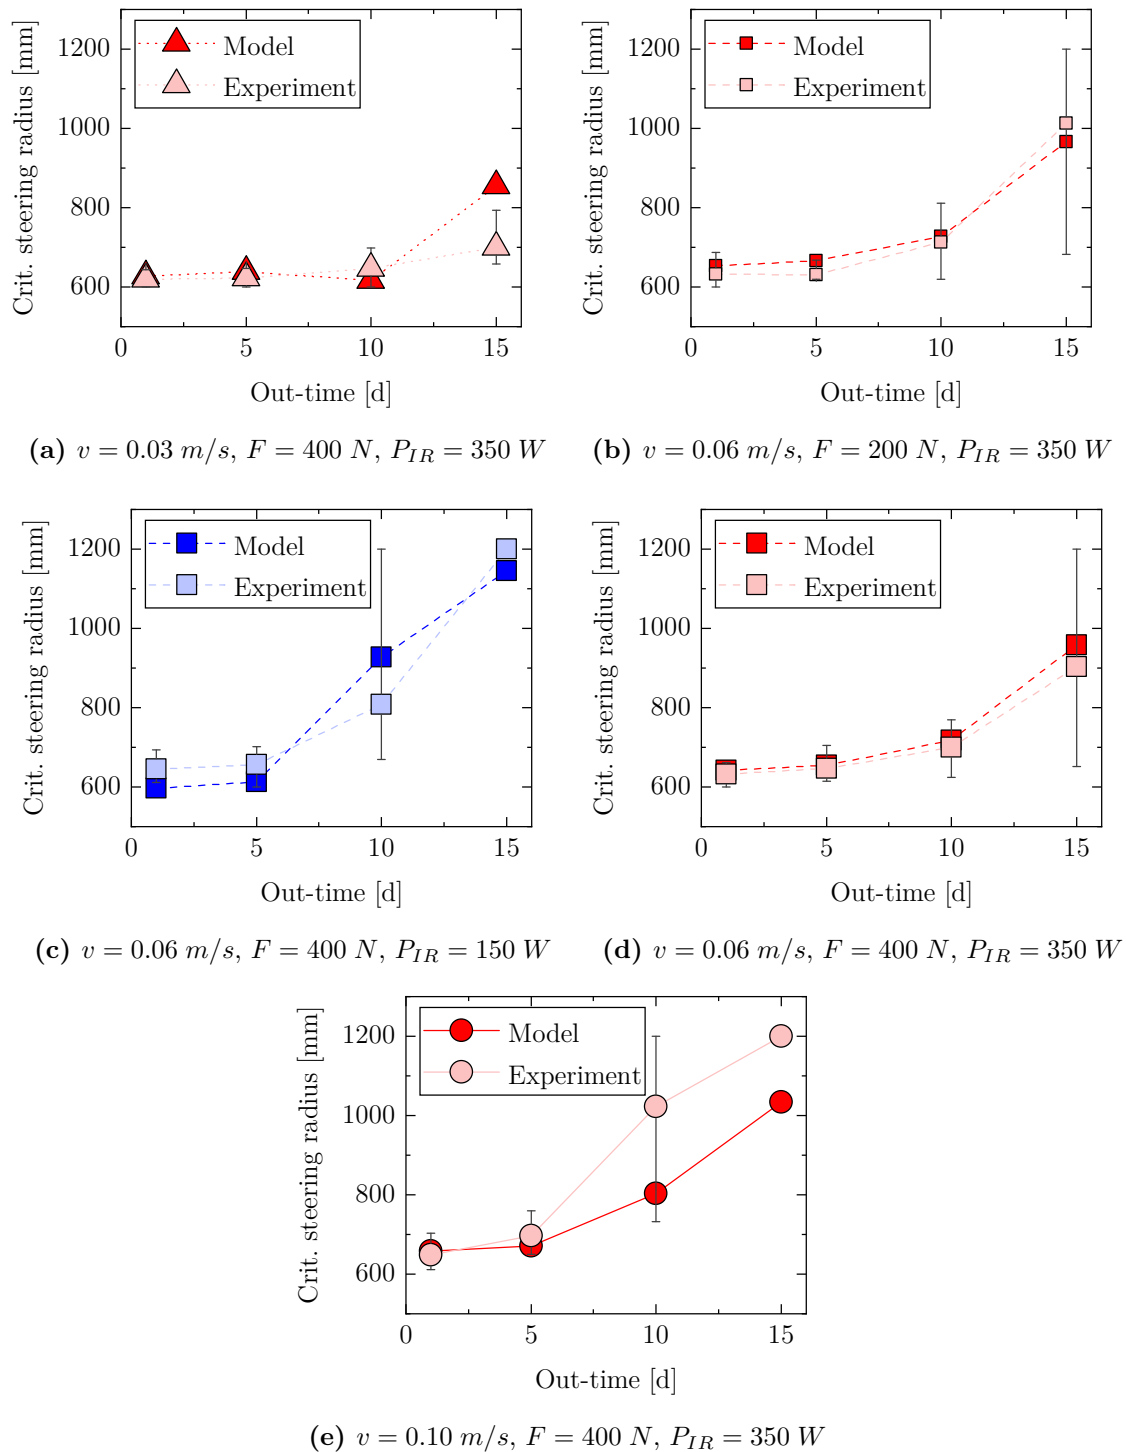 Crit. steering radius [mm]
1200
1000
800
600
0 5 10 15
Out-time [d]
Model
Experiment
(a) v = 0.03 m/s, F = 400 N, P_IR = 350 W
Crit. steering radius [mm]
1200
1000
800
600
0 5 10 15
Out-time [d]
Model
Experiment
(b) v = 0.06 m/s, F = 200 N, P_IR = 350 W
Crit. steering radius [mm]
1200
1000
800
600
0 5 10 15
Out-time [d]
Model
Experiment
(c) v = 0.06 m/s, F = 400 N, P_IR = 150 W
Crit. steering radius [mm]
1200
1000
800
600
0 5 10 15
Out-time [d]
Model
Experiment
(d) v = 0.06 m/s, F = 400 N, P_IR = 350 W
Crit. steering radius [mm]
1200
1000
800
600
0 5 10 15
Out-time [d]
Model
Experiment
(e) v = 0.10 m/s, F = 400 N, P_IR = 350 W